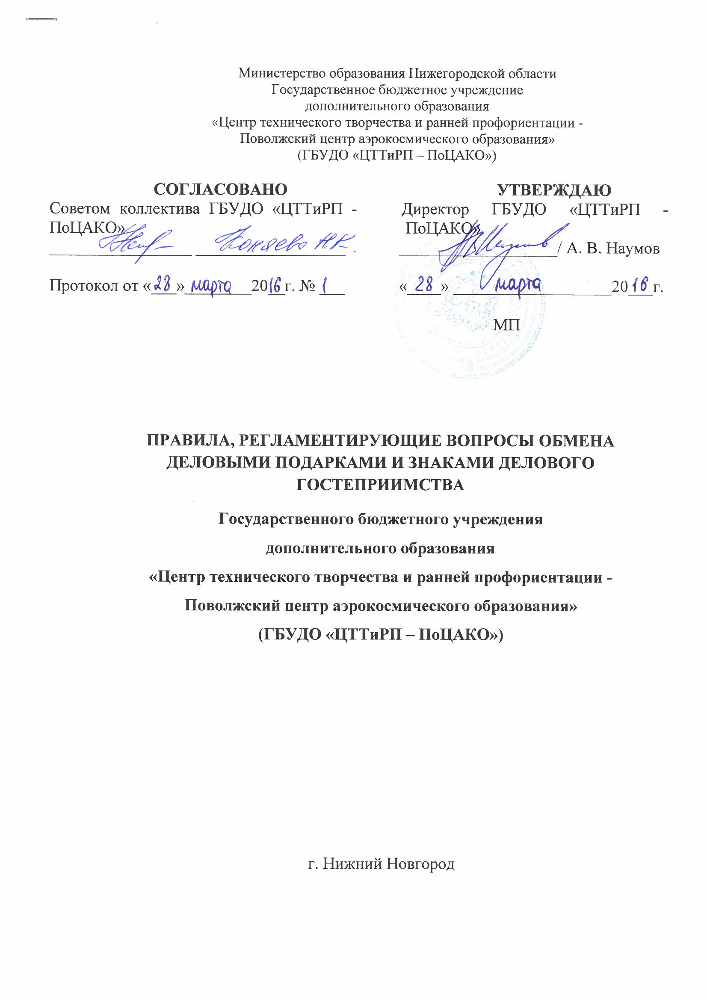 Министерство образования Нижегородской области
Государственное бюджетное учреждение
дополнительного образования
«Центр технического творчества и ранней профориентации -
Поволжский центр аэрокосмического образования»
(ГБУДО «ЦТТиРП – ПоЦАКО»)
СОГЛАСОВАНО
Советом коллектива ГБУДО «ЦТТиРП -
ПоЦАКО»
Коняева Н.К.
Протокол от «28» марта 2016 г. № 1
УТВЕРЖДАЮ
Директор ГБУДО «ЦТТиРП -
ПоЦАКО»
/ А. В. Наумов
«28» марта 2016 г.
МП
ПРАВИЛА, РЕГЛАМЕНТИРУЮЩИЕ ВОПРОСЫ ОБМЕНА
ДЕЛОВЫМИ ПОДАРКАМИ И ЗНАКАМИ ДЕЛОВОГО
ГОСТЕПРИИМСТВА
Государственного бюджетного учреждения
дополнительного образования
«Центр технического творчества и ранней профориентации -
Поволжский центр аэрокосмического образования»
(ГБУДО «ЦТТиРП – ПоЦАКО»)
г. Нижний Новгород